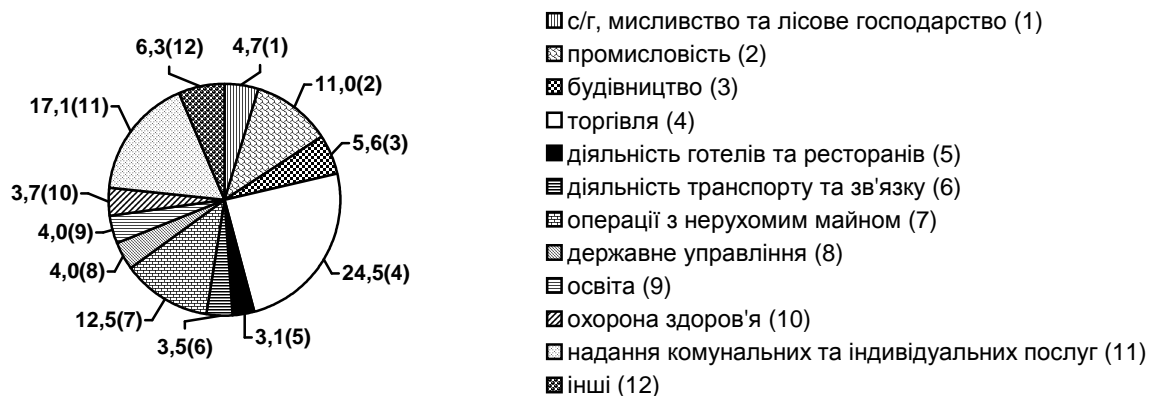 6,3(12)
4,7(1)
11,0(2)
17,1(11)
5,6(3)
3,7(10)
4,0(9)
4,0(8)
24,5(4)
12,5(7)
3,5(6)
3,1(5)
с/г, мисливство та лісове господарство (1)
промисловість (2)
будівництво (3)
торгівля (4)
діяльність готелів та ресторанів (5)
діяльність транспорту та зв'язку (6)
операції з нерухомим майном (7)
державне управління (8)
освіта (9)
охорона здоров'я (10)
надання комунальних та індивідуальних послуг (11)
інші (12)